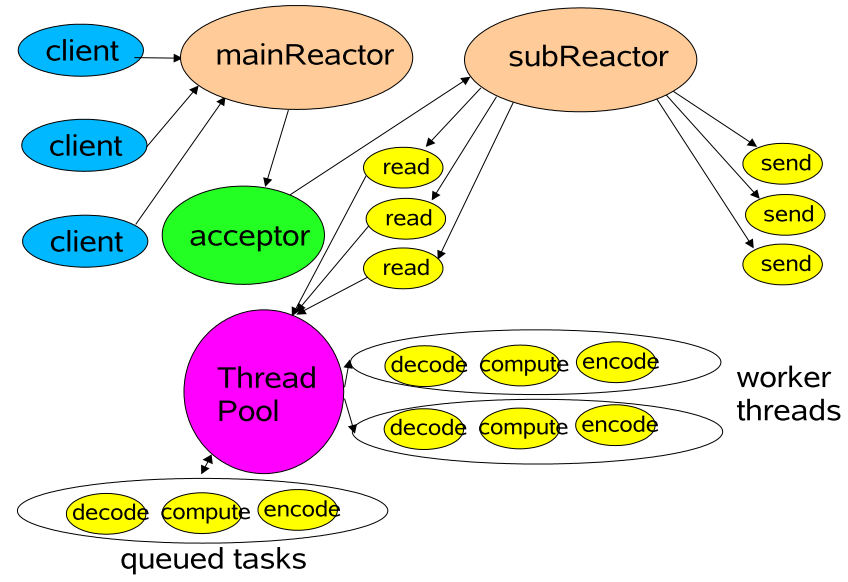 client
mainReactor
subReactor
client
read
send
read
send
client
acceptor
read
send
Thread
Pool
decode
compute
encode
decode
compute
encode
worker
threads
decode
compute
encode
queued tasks